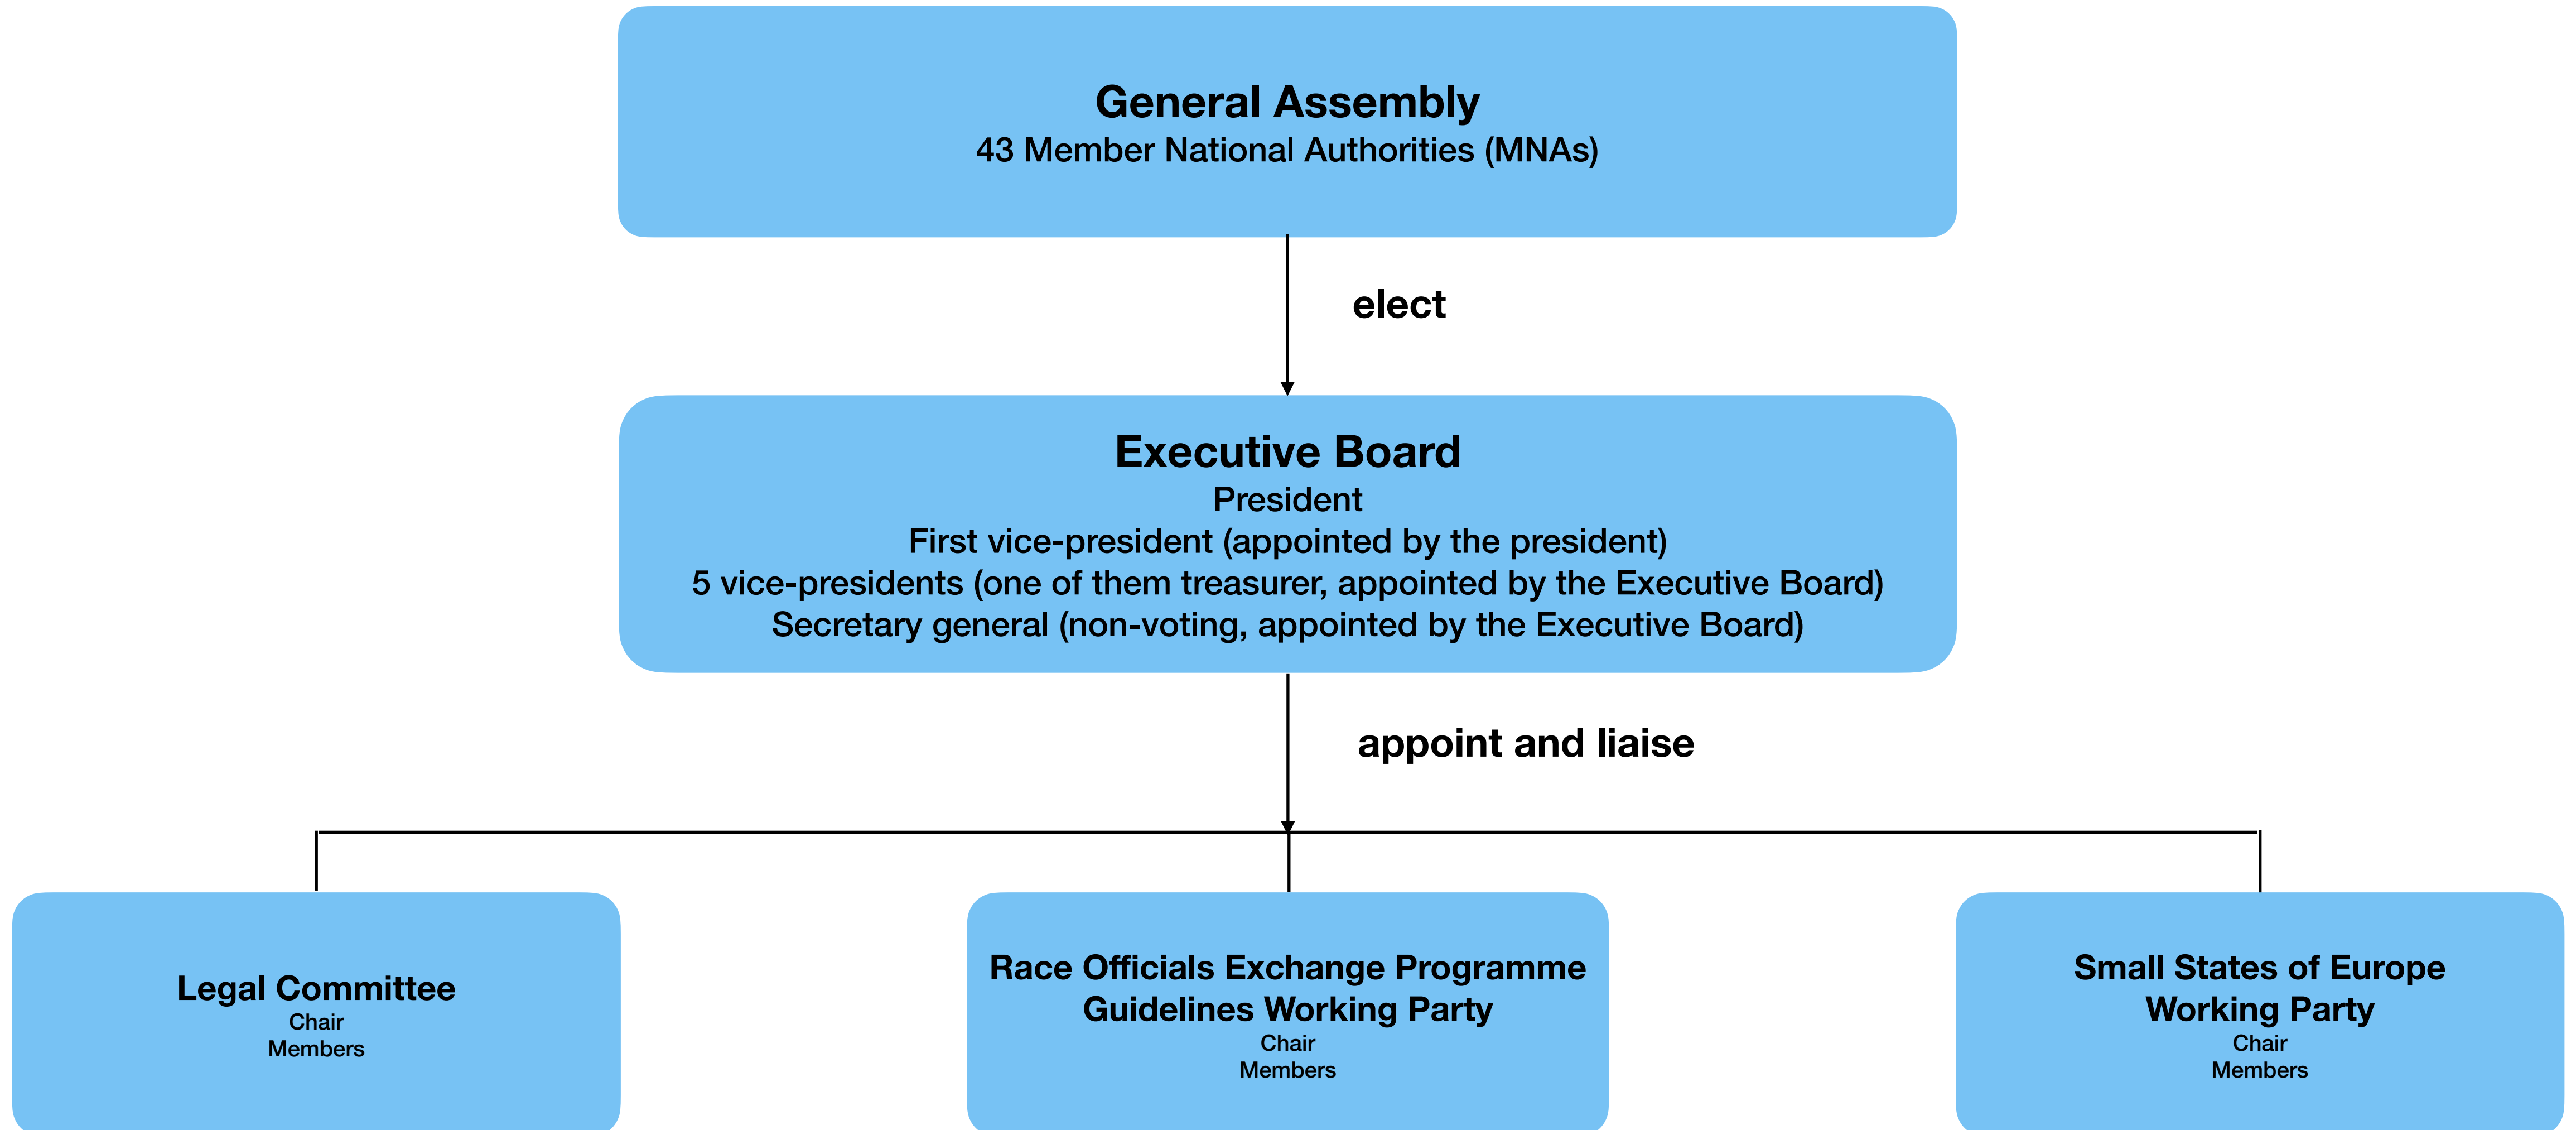 General Assembly
43 Member National Authorities (MNAs)
elect
Executive Board
President
First vice-president (appointed by the president)
5 vice-presidents (one of them treasurer, appointed by the Executive Board)
Secretary general (non-voting, appointed by the Executive Board)
appoint and liaise
Legal Committee
Chair
Members
Race Officials Exchange Programme
Guidelines Working Party
Chair
Members
Small States of Europe
Working Party
Chair
Members